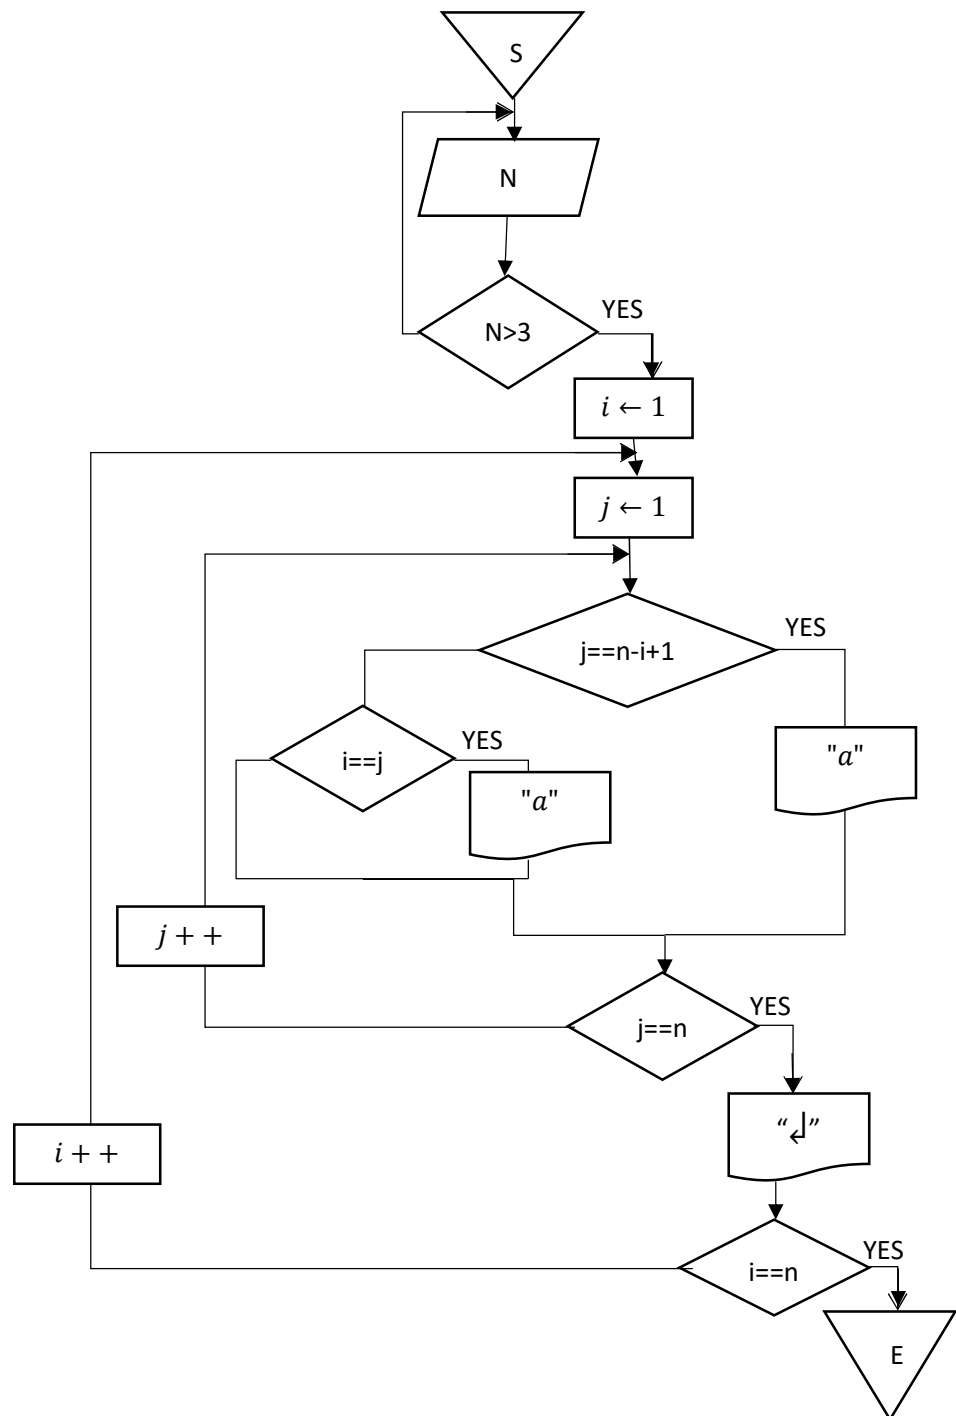 S
N
N>3
YES
i ← 1
j ← 1
j==n-i+1
YES
i==j
YES
"a"
"a"
j + +
j==n
YES
“↲”
i + +
i==n
YES
E